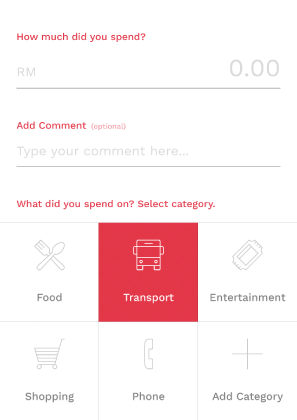 How much did you spend?
RM 0.00
Add Comment (optional)
Type your comment here...
What did you spend on? Select category.
Food Transport Entertainment
Shopping Phone Add Category